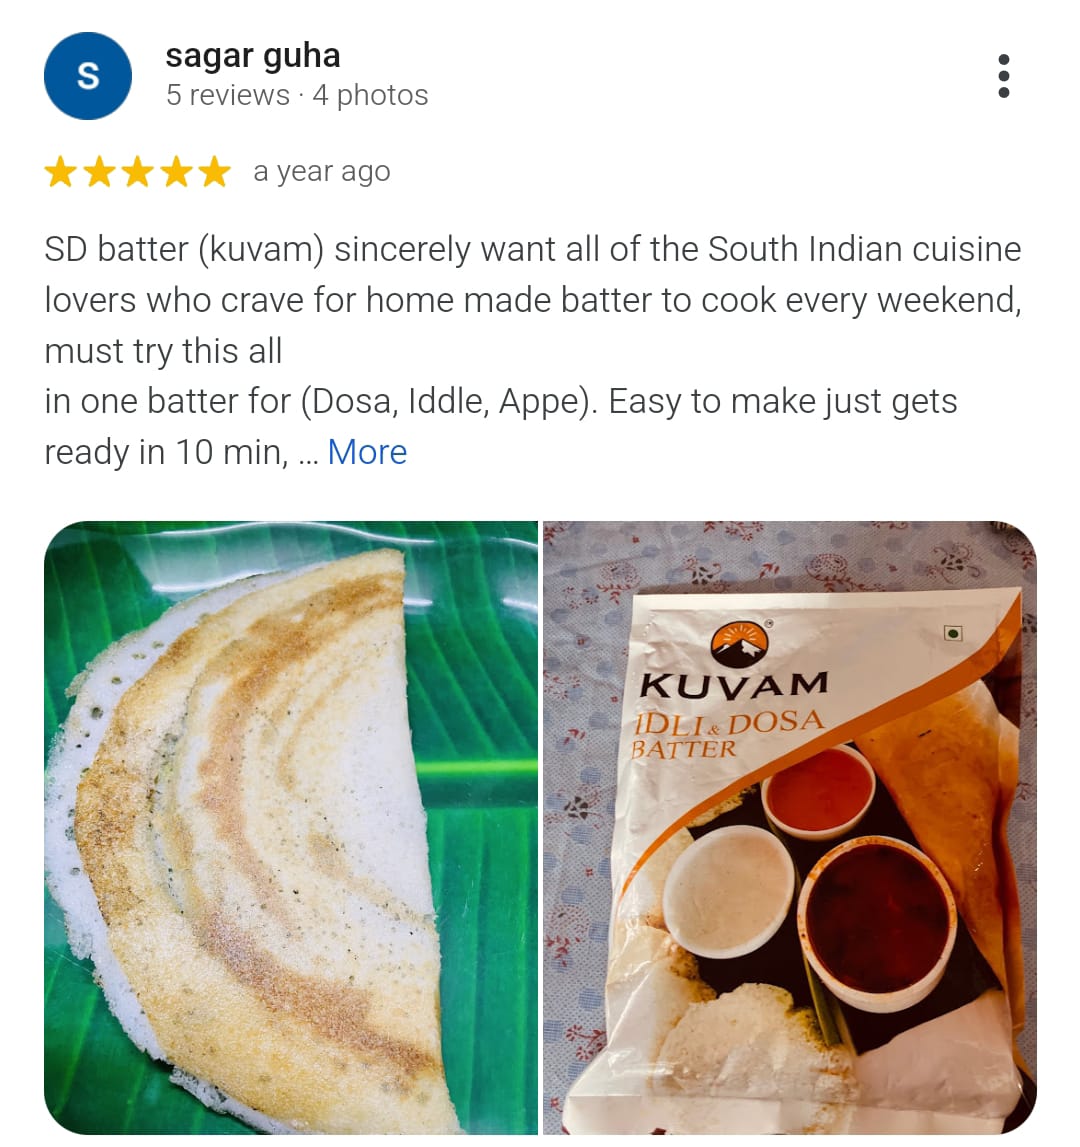 S
sagar guha
5 reviews · 4 photos
a year ago
SD batter (kuvam) sincerely want all of the South Indian cuisine
lovers who crave for home made batter to cook every weekend,
must try this all
in one batter for (Dosa, Iddle, Appe). Easy to make just gets
ready in 10 min, ... More
®
KUVAM
IDLI & DOSA
BATTER